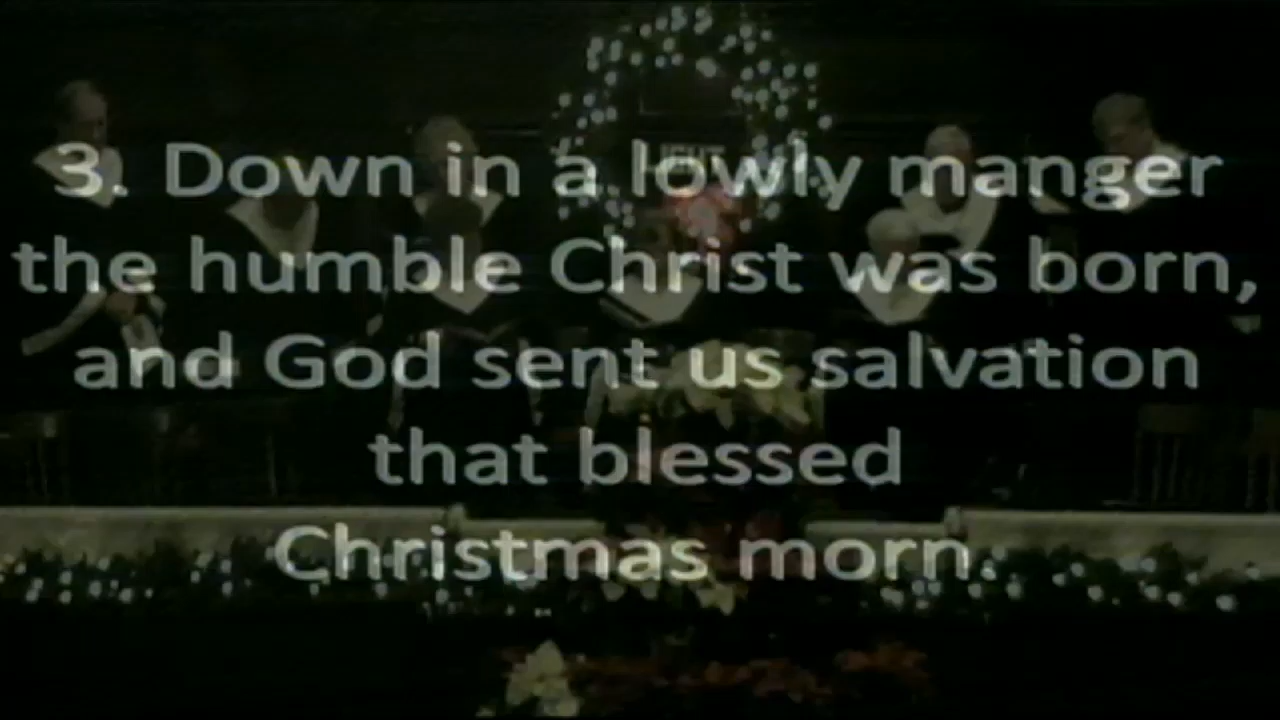 3. Down in a lowly manger
the humble Christ was born,
and God sent us salvation
that blessed
Christmas morn.